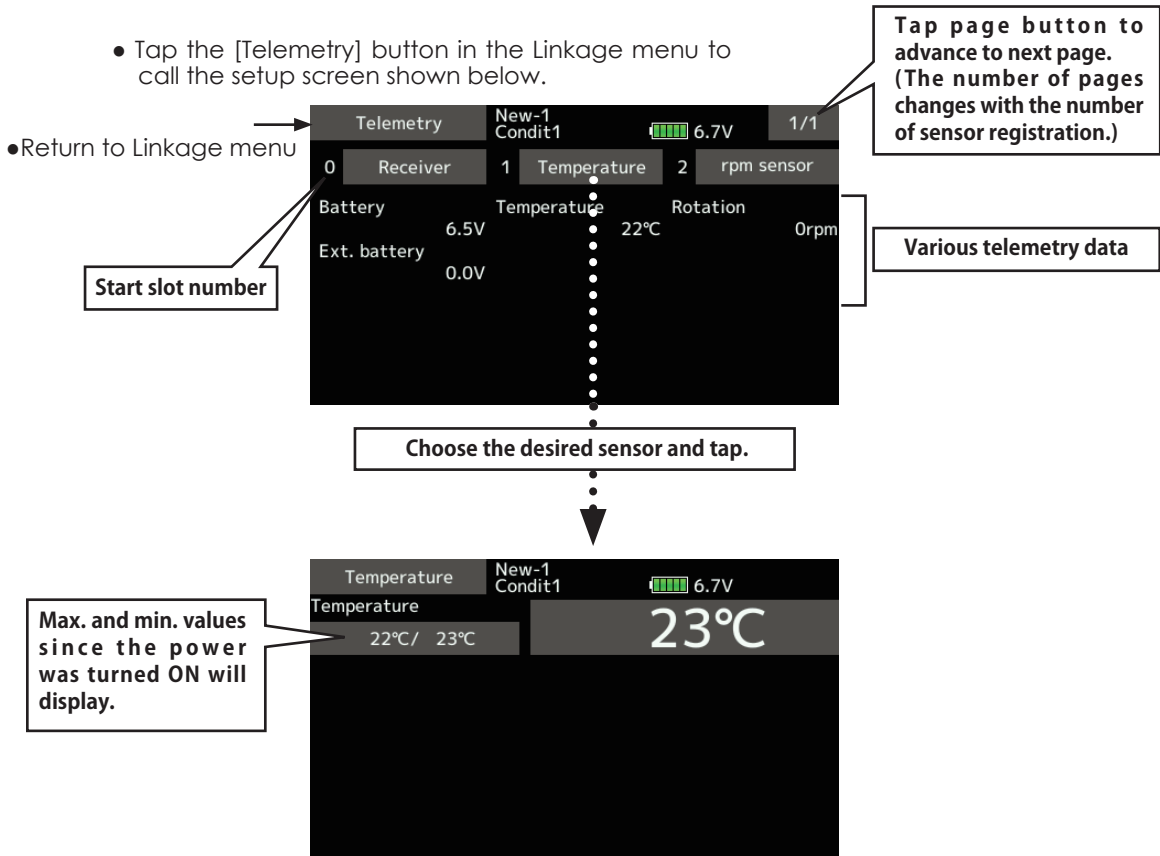 ● Tap the [Telemetry] button in the Linkage menu to
call the setup screen shown below.
Tap page button to
advance to next page.
(The number of pages
changes with the number
of sensor registration.)
●Return to Linkage menu
Telemetry New-1 Condit1 6.7V 1/1
0 Receiver 1 Temperature 2 rpm sensor
Battery Temperature Rotation
6.5V 22℃ 0rpm
Ext. battery
0.0V
Start slot number
Various telemetry data
Choose the desired sensor and tap.
Temperature New-1 Condit1 6.7V
Temperature
22℃/ 23℃ 23℃
Max. and min. values
since the power
was turned ON will
display.